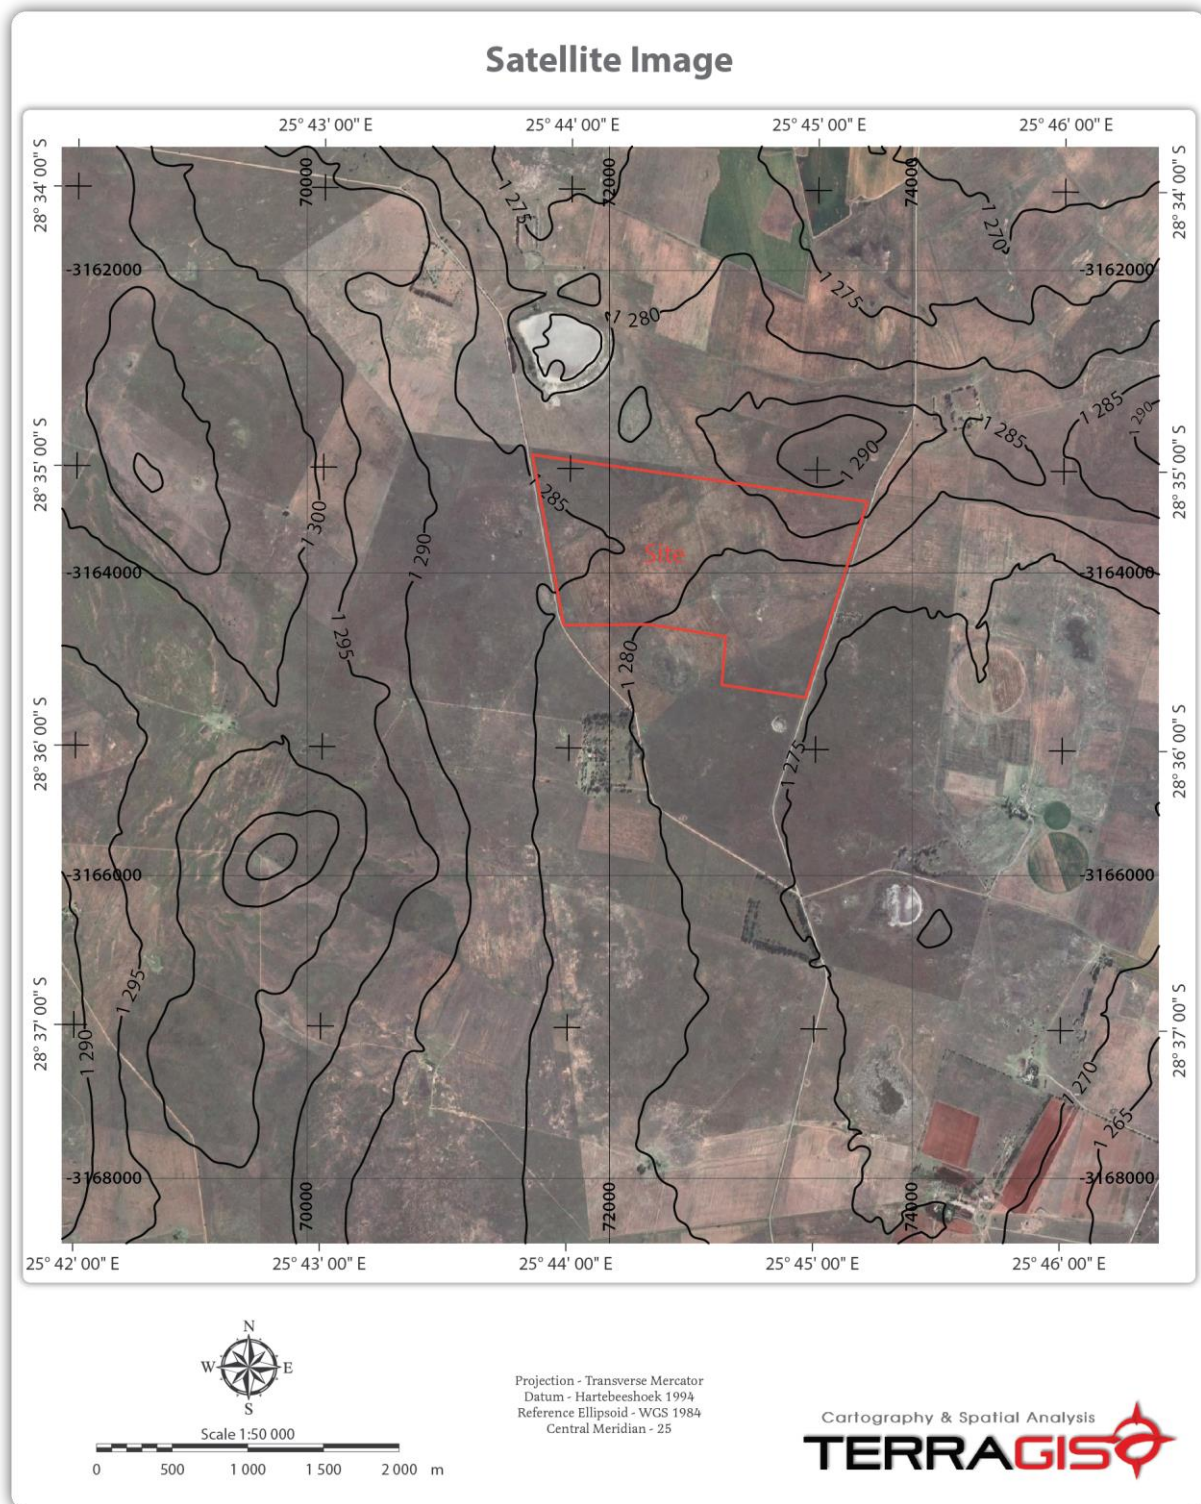 Satellite Image
25° 43' 00" E
25° 44' 00" E
25° 45' 00" E
25° 46' 00" E
28° 34' 00" S
28° 34' 00" S
70000
72000
74000
1 275
1 270
-3162000
-3162000
1 275
1 280
1 285
1 290
1 285
1 290
28° 35' 00" S
28° 35' 00" S
1 285
1 300
1 290
Site
-3164000
-3164000
1 295
1 280
28° 36' 00" S
28° 36' 00" S
1 275
-3166000
-3166000
1 295
28° 37' 00" S
28° 37' 00" S
1 290
1 270
1 265
-3168000
-3168000
70000
72000
74000
25° 42' 00" E
25° 43' 00" E
25° 44' 00" E
25° 45' 00" E
25° 46' 00" E
N
W
E
S
Scale 1:50 000
0 500 1 000 1 500 2 000 m
Projection - Transverse Mercator
Datum - Hartebeeshoek 1994
Reference Ellipsoid - WGS 1984
Central Meridian - 25
Cartography & Spatial Analysis
TERRAGIS